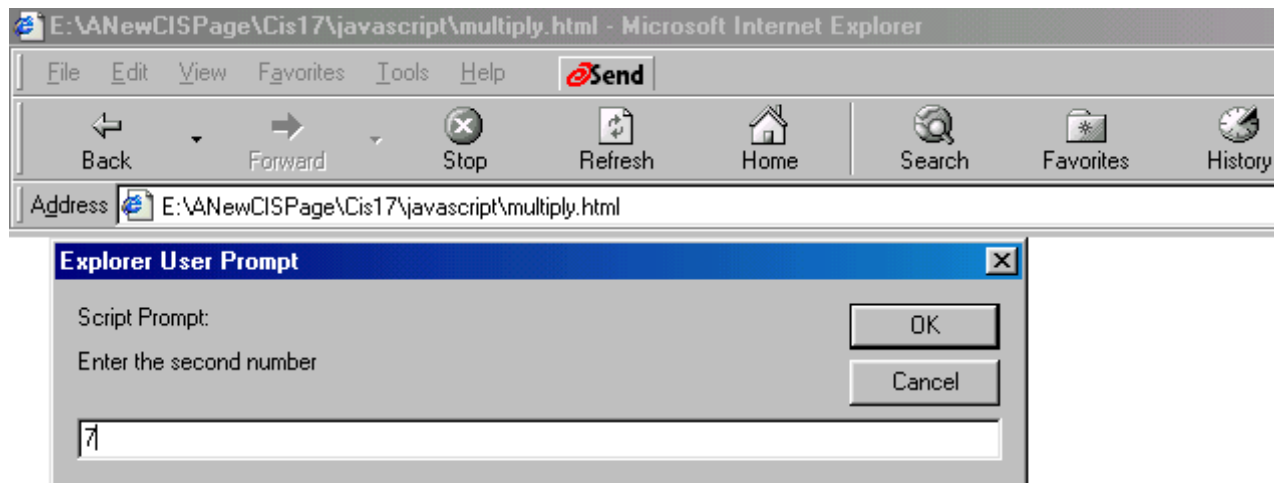 E:\ANewCISPage\Cis17\javascript\multiply.html - Microsoft Internet Explorer
File Edit View Favorites Tools Help Send
Back Forward Stop Refresh Home Search Favorites History
Address E:\ANewCISPage\Cis17\javascript\multiply.html
Explorer User Prompt
Script Prompt:
OK
Enter the second number
Cancel
7